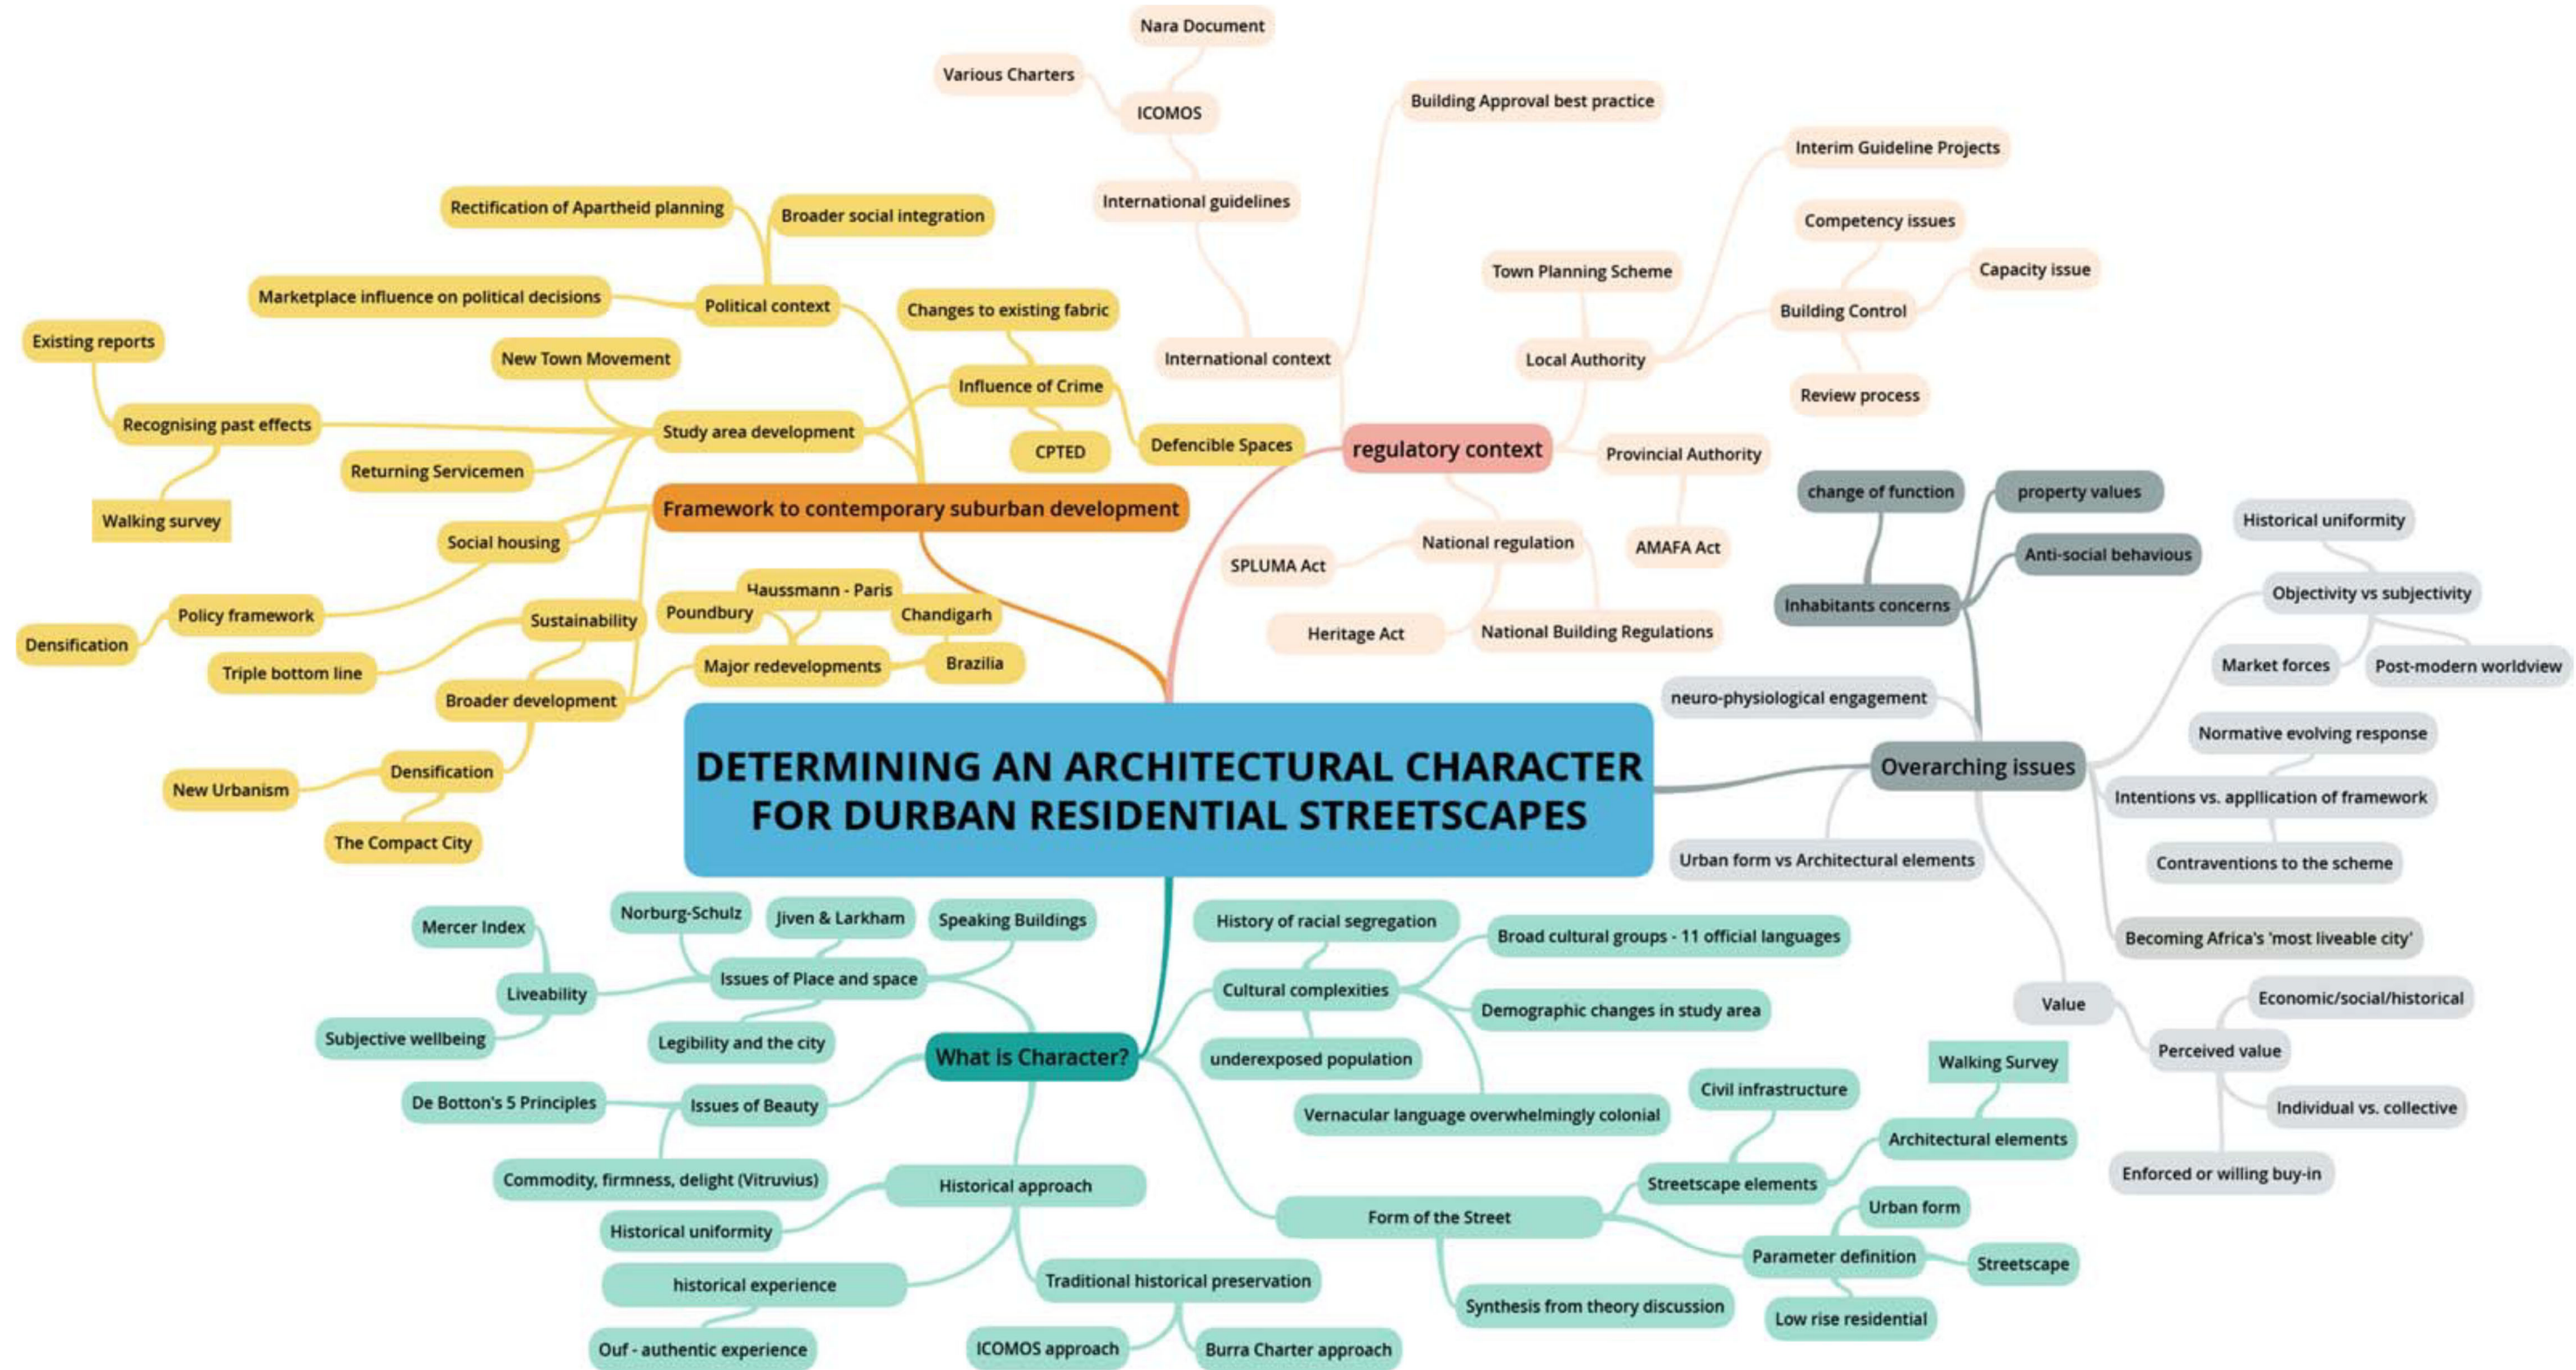 Nara Document
Various Charters
ICOMOS
International guidelines
International context
Building Approval best practice
Interim Guideline Projects
Competency issues
Capacity issue
Building Control
Review process
Town Planning Scheme
Local Authority
regulatory context
Provincial Authority
AMAFA Act
National regulation
SPLUMA Act
Heritage Act
National Building Regulations
Rectification of Apartheid planning
Broader social integration
Marketplace influence on political decisions
Political context
Existing reports
New Town Movement
Changes to existing fabric
Influence of Crime
CPTED
Defencible Spaces
Recognising past effects
Study area development
Returning Servicemen
Walking survey
Framework to contemporary suburban development
Social housing
Policy framework
Densification
Sustainability
Triple bottom line
Haussmann - Paris
Poundbury
Chandigarh
Major redevelopments
Brazilia
Broader development
Densification
New Urbanism
The Compact City
change of function
property values
Anti-social behavious
Inhabitants concerns
Historical uniformity
Objectivity vs subjectivity
Market forces
Post-modern worldview
neuro-physiological engagement
Normative evolving response
Overarching issues
Intentions vs. appllication of framework
Contraventions to the scheme
Urban form vs Architectural elements
Becoming Africa's 'most liveable city'
Value
Economic/social/historical
Perceived value
Individual vs. collective
Enforced or willing buy-in
DETERMINING AN ARCHITECTURAL CHARACTER
FOR DURBAN RESIDENTIAL STREETSCAPES
Mercer Index
Norburg-Schulz
Jiven & Larkham
Speaking Buildings
Issues of Place and space
Liveability
Subjective wellbeing
Legibility and the city
What is Character?
De Botton's 5 Principles
Issues of Beauty
Commodity, firmness, delight (Vitruvius)
Historical approach
Historical uniformity
historical experience
Ouf - authentic experience
Traditional historical preservation
ICOMOS approach
Burra Charter approach
History of racial segregation
Broad cultural groups - 11 official languages
Cultural complexities
Demographic changes in study area
underexposed population
Vernacular language overwhelmingly colonial
Walking Survey
Civil infrastructure
Architectural elements
Streetscape elements
Form of the Street
Urban form
Parameter definition
Streetscape
Low rise residential
Synthesis from theory discussion